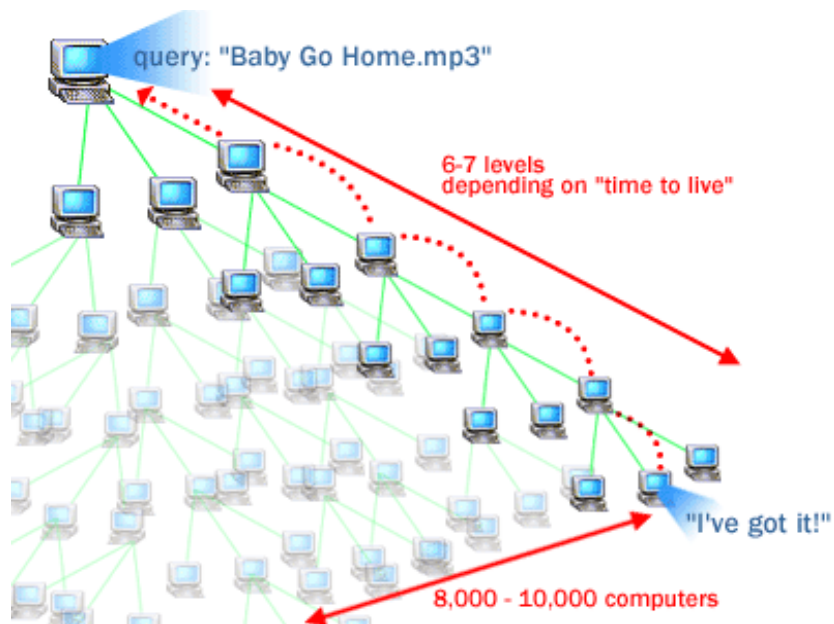 query: "Baby Go Home.mp3"
6-7 levels
depending on "time to live"
"I've got it!"
8,000 - 10,000 computers